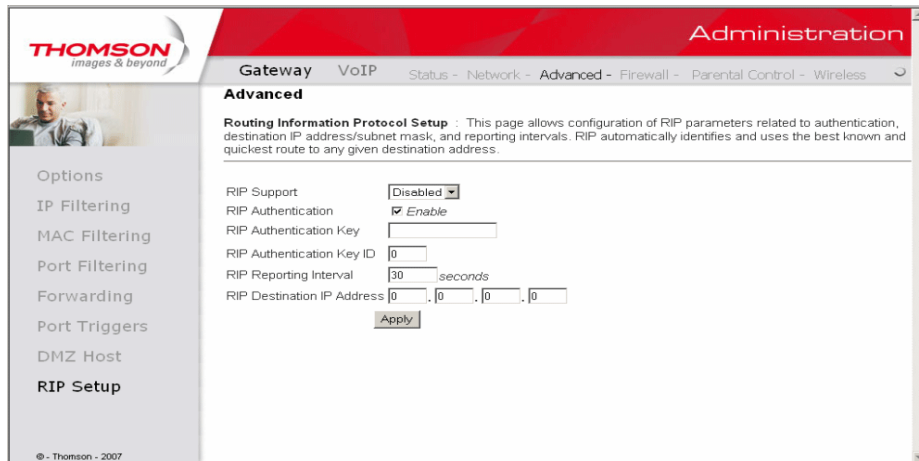 THOMSON
images & beyond
Administration
Gateway VoIP Status - Network - Advanced - Firewall - Parental Control - Wireless
Advanced
Routing Information Protocol Setup : This page allows configuration of RIP parameters related to authentication,
destination IP address/subnet mask, and reporting intervals. RIP automatically identifies and uses the best known and
quickest route to any given destination address.
Options
IP Filtering
MAC Filtering
Port Filtering
Forwarding
Port Triggers
DMZ Host
RIP Setup
RIP Support Disabled
RIP Authentication Enable
RIP Authentication Key
RIP Authentication Key ID 0
RIP Reporting Interval 30 seconds
RIP Destination IP Address 0 . 0 . 0 . 0
Apply
© - Thomson - 2007